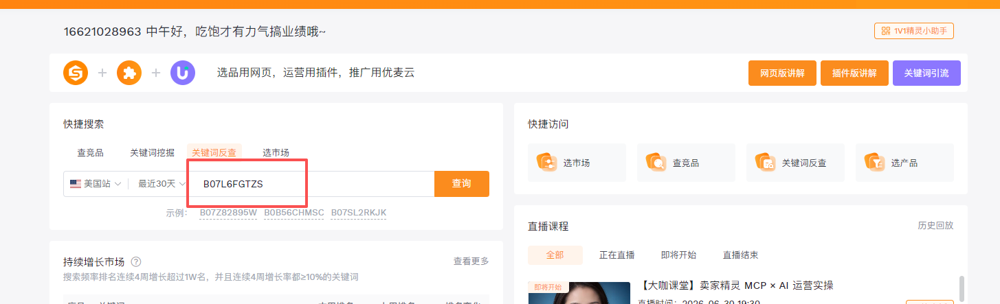 16621028963 中午好，吃饱才有力气搞业绩哦~
1V1精灵小助手
选品用网页，运营用插件，推广用优麦云
网页版讲解
插件版讲解
关键词引流
快捷搜索
查竞品 关键词挖掘 关键词反查 选市场
美国站 最近30天 B07L6FGTZS 查询
示例： B07Z82895W B0B56CHMSC B07SL2RKJK
快捷访问
选市场 查竞品 关键词反查 选产品
持续增长市场 ? 查看更多
搜索频率排名连续4周增长超过1W名，并且连续4周增长率都≥10%的关键词
直播课程 历史回放
全部 正在直播 即将开始 直播结束
即将开始
【大咖课堂】卖家精灵 MCP × AI 运营实操
直播时间：2026-06-30 19:30